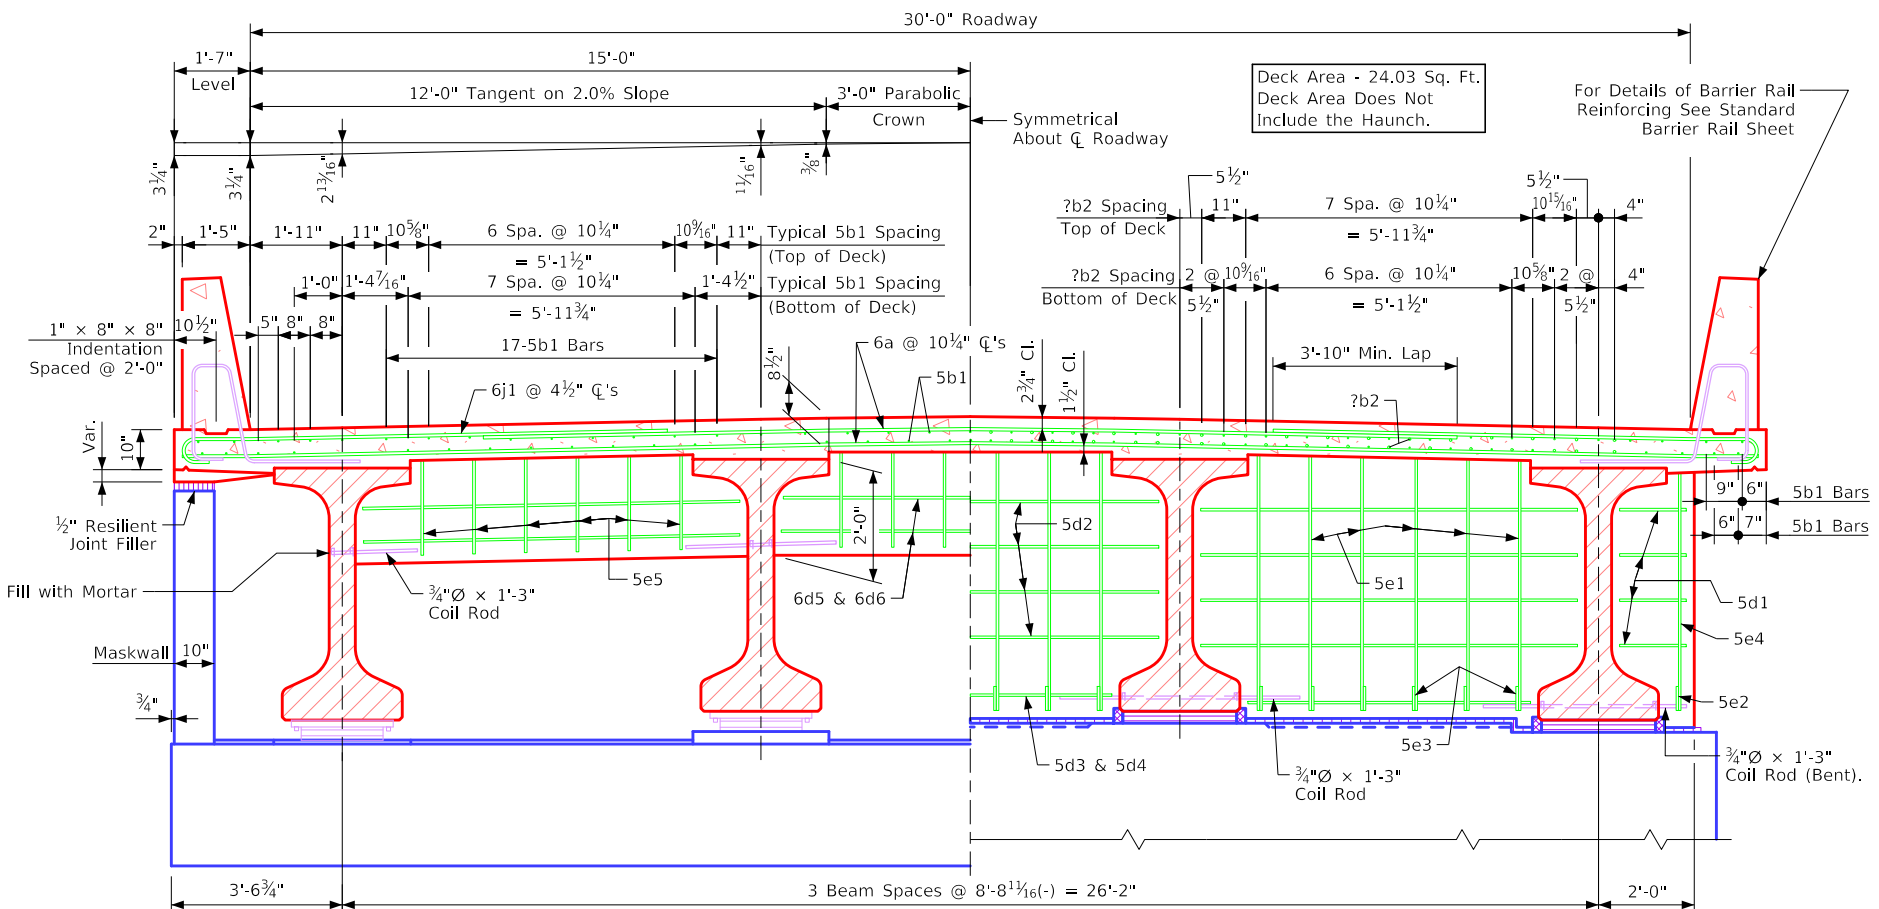 30'-0" Roadway
1'-7"
Level
15'-0"
12'-0" Tangent on 2.0% Slope
3'-0" Parabolic
Crown
Deck Area - 24.03 Sq. Ft.
Deck Area Does Not
Include the Haunch.
For Details of Barrier Rail
Reinforcing See Standard
Barrier Rail Sheet
Symmetrical
About ℄ Roadway
3¼"
3¼"
2 13/16"
11/16"
⅜"
5½"
5½"
?b2 Spacing
Top of Deck
11"
7 Spa. @ 10¼"
= 5'-11¾"
10 15/16"
4"
2"
1'-5"
1'-11"
11"
10⅝"
6 Spa. @ 10¼"
= 5'-1½"
10 9/16"
11"
Typical 5b1 Spacing
(Top of Deck)
?b2 Spacing
Bottom of Deck
2 @
5½"
10 9/16"
6 Spa. @ 10¼"
= 5'-1½"
10⅝"
2 @
5½"
4"
1'-0"
1'-4 7/16"
7 Spa. @ 10¼"
= 5'-11¾"
1'-4½"
Typical 5b1 Spacing
(Bottom of Deck)
1" × 8" × 8"
Indentation
Spaced @ 2'-0"
10½"
5"
8"
8"
17-5b1 Bars
8½"
6a @ 10¼" ℄'s
2¾" Cl.
1½" Cl.
3'-10" Min. Lap
6j1 @ 4½" ℄'s
5b1
?b2
Var.
10"
9"
6"
5b1 Bars
6"
7"
5b1 Bars
½" Resilient
Joint Filler
2'-0"
5d2
5e5
6d5 & 6d6
5e1
5d1
Fill with Mortar
¾"Ø × 1'-3"
Coil Rod
5e4
Maskwall
10"
¾"
5e2
5e3
5d3 & 5d4
¾"Ø × 1'-3"
Coil Rod
¾"Ø × 1'-3"
Coil Rod (Bent).
3'-6¾"
3 Beam Spaces @ 8'-8 11/16(-) = 26'-2"
2'-0"